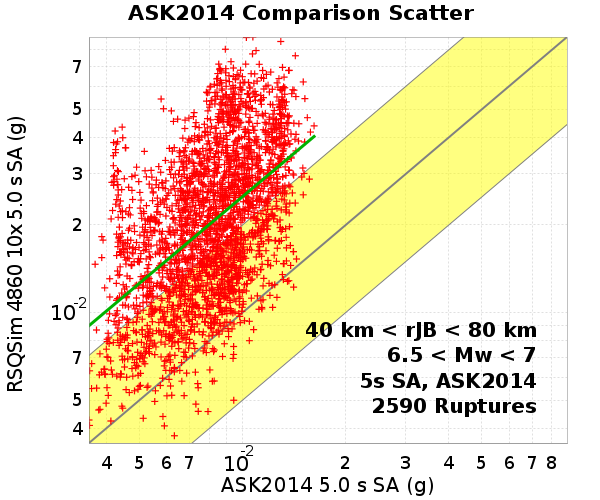 ASK2014 Comparison Scatter
RSQSim 4860 10x 5.0 s SA (g)
7
5
4
3
2
10-2
7
5
4
40 km < rJB < 80 km
6.5 < Mw < 7
5s SA, ASK2014
2590 Ruptures
4 5 6 7 10-2 2 3 4 5 6 7 8
ASK2014 5.0 s SA (g)